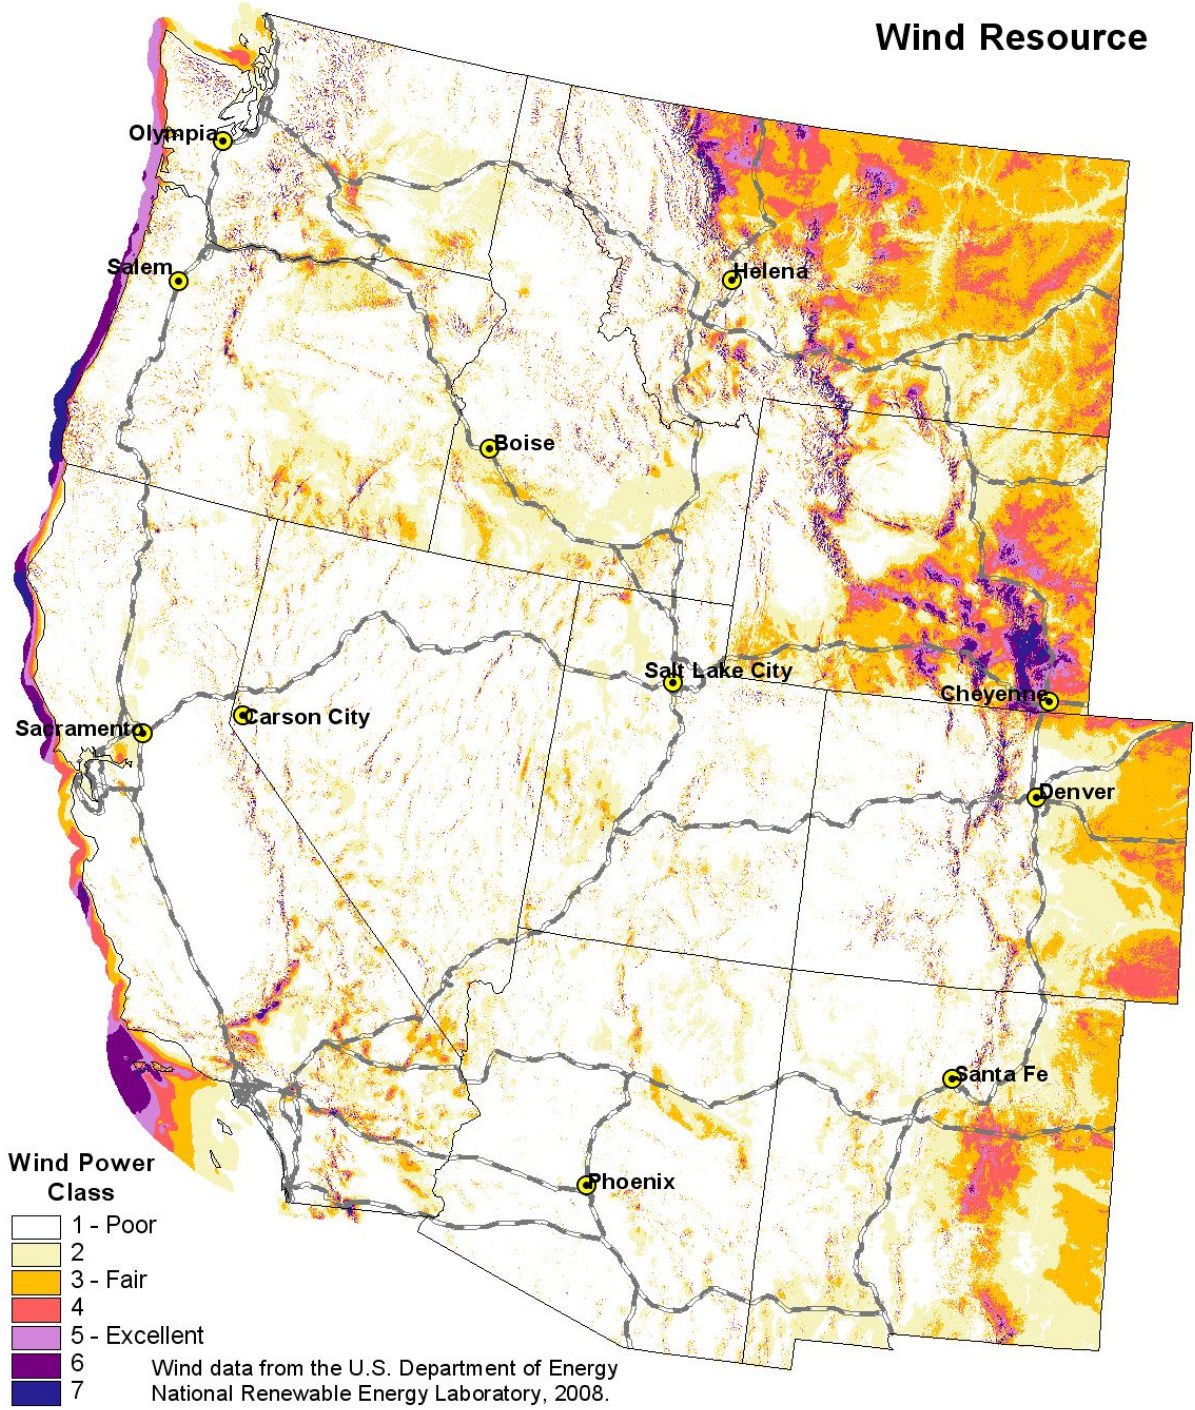 Wind Resource
Olympia
Salem
Helena
Boise
Salt Lake City
Cheyenne
Sacramento
Carson City
Denver
Santa Fe
Phoenix
Wind Power
Class
1 - Poor
2
3 - Fair
4
5 - Excellent
6
7
Wind data from the U.S. Department of Energy
National Renewable Energy Laboratory, 2008.